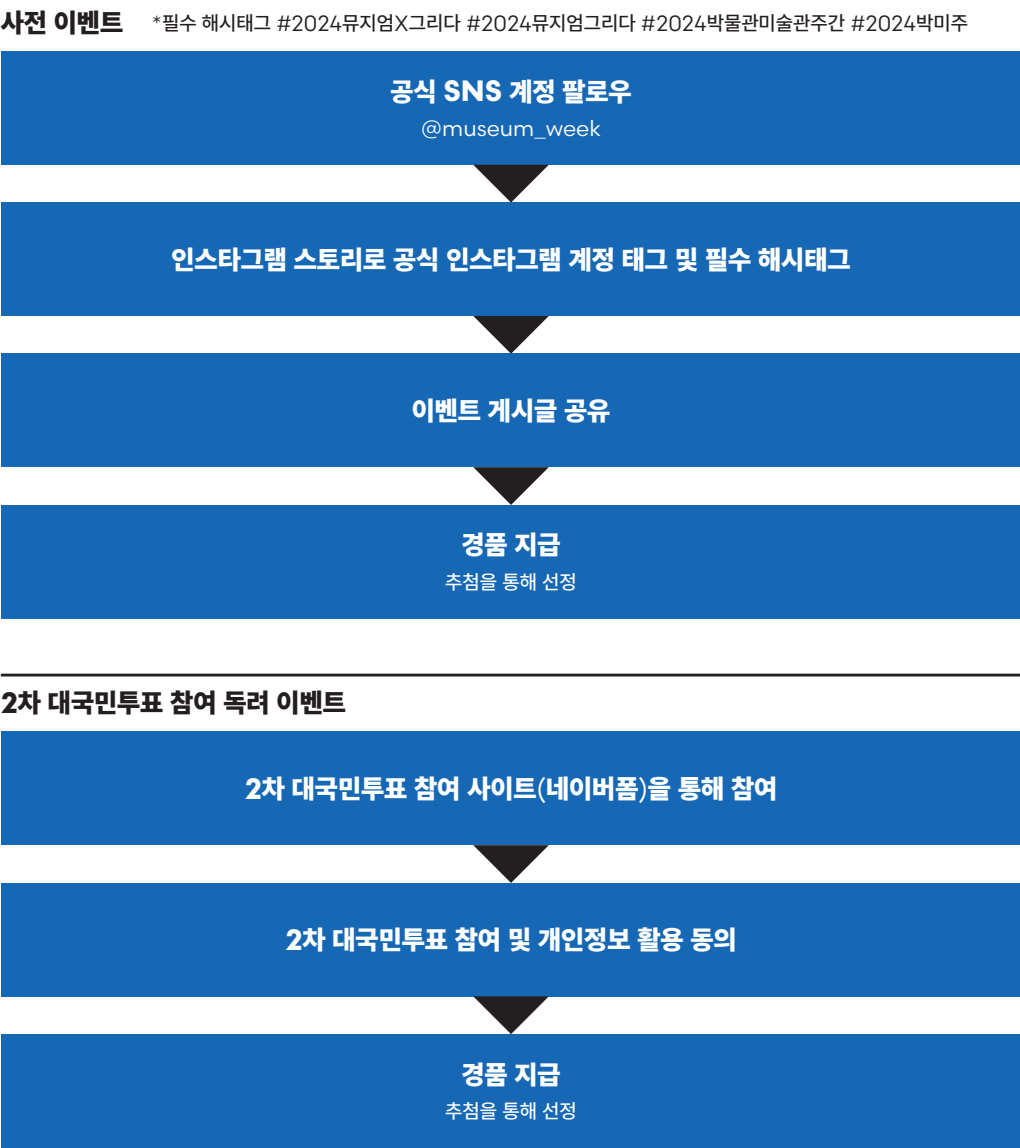 사전 이벤트 *필수 해시태그 #2024뮤지엄X그리다 #2024뮤지엄그리다 #2024박물관미술관주간 #2024박미주
공식 SNS 계정 팔로우
@museum_week
인스타그램 스토리로 공식 인스타그램 계정 태그 및 필수 해시태그
이벤트 게시글 공유
경품 지급
추첨을 통해 선정
2차 대국민투표 참여 독려 이벤트
2차 대국민투표 참여 사이트(네이버폼)을 통해 참여
2차 대국민투표 참여 및 개인정보 활용 동의
경품 지급
추첨을 통해 선정